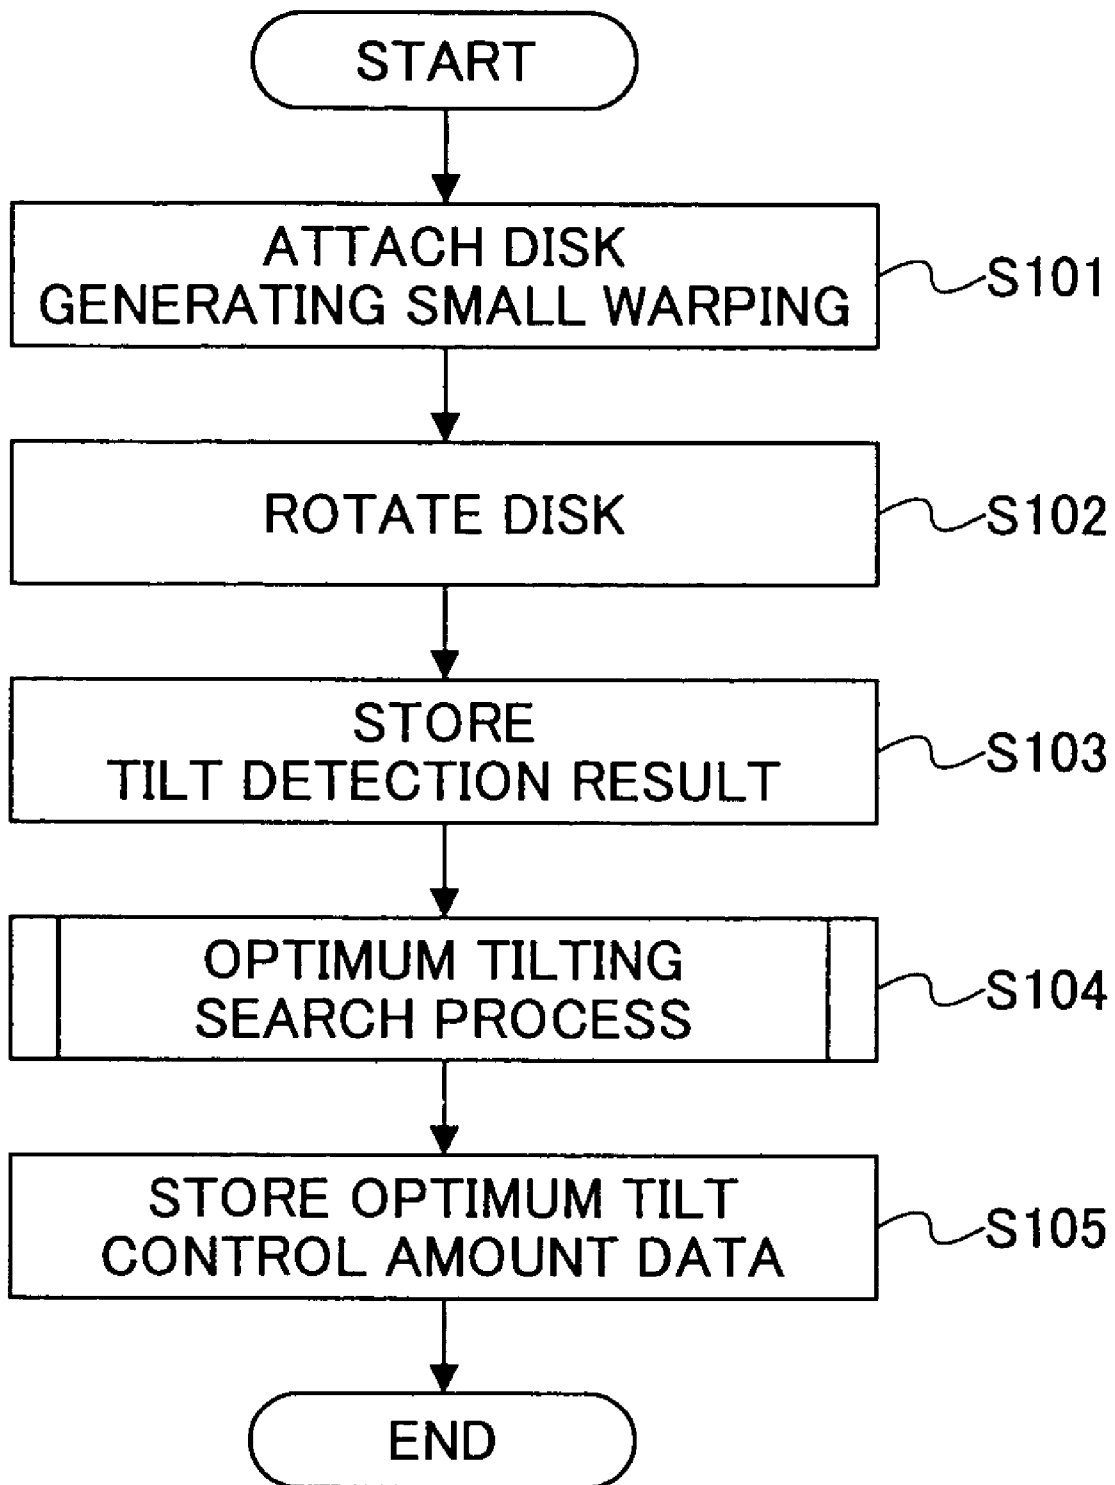 START
ATTACH DISK
GENERATING SMALL WARPING
S101
ROTATE DISK
S102
STORE
TILT DETECTION RESULT
S103
OPTIMUM TILTING
SEARCH PROCESS
S104
STORE OPTIMUM TILT
CONTROL AMOUNT DATA
S105
END